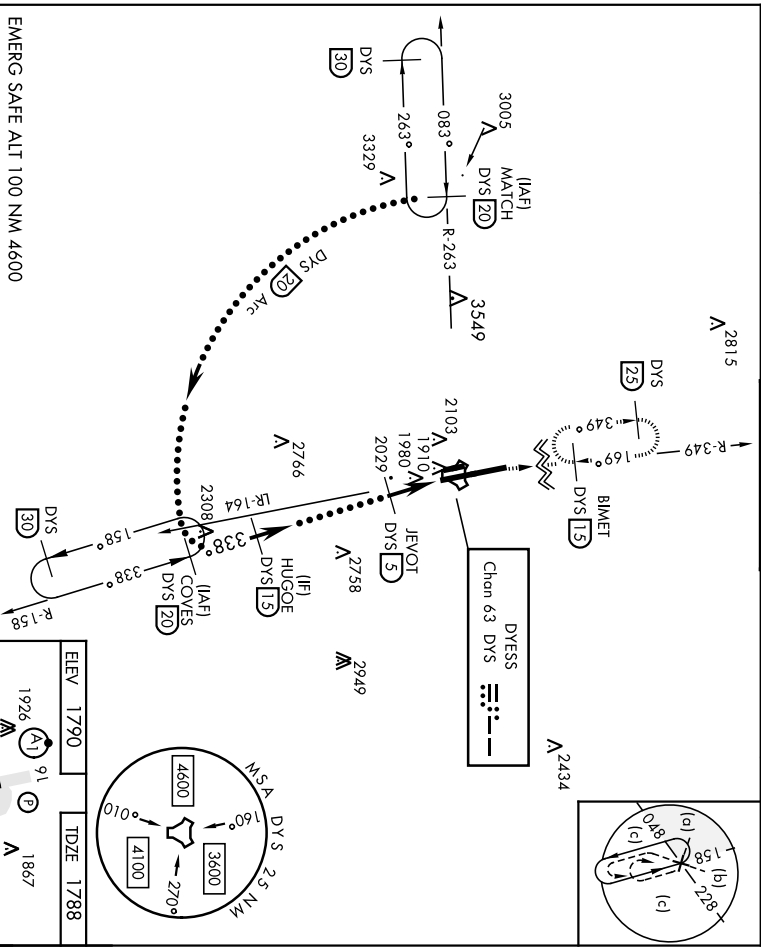 EMERG SAFE ALT 100 NM 4600
DYS
30
263°
083°
3005
3329
(IAF)
MATCH
DYS 20
R-263
3549
DYS
20 Arc
2815
DYS
25
349°
169°
R-349
BIMET
DYS 15
2103
1910
1980
2029
JEVOT
DYS 5
2766
LR-164
2308
338°
(IF)
HUGOE
DYS 15
2758
2949
(IAF)
COVES
DYS 20
DYS
30
158°
338°
R-158
DYESS
Chan 63 DYS
2434
(a)
048
(c)
158
(b)
228
(c)
MSA DYS 25 NM
4600
010°
160°
3600
4100
270°
ELEV 1790
TDZE 1788
1926
A1
16
P
1867